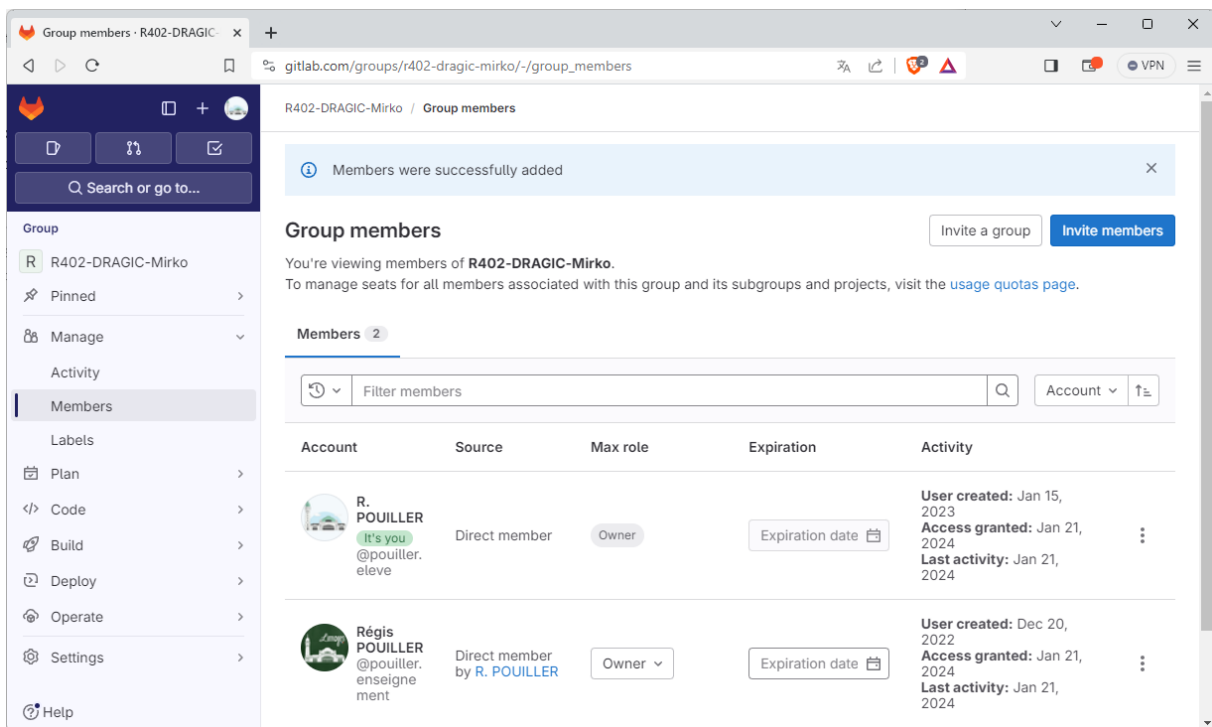 Group members · R402-DRAGIC-
gitlab.com/groups/r402-dragic-mirko/-/group_members
2
VPN
R402-DRAGIC-Mirko / Group members
Search or go to...
Members were successfully added
Group
R R402-DRAGIC-Mirko
Pinned
Manage
Activity
Members
Labels
Plan
Code
Build
Deploy
Operate
Settings
Help
Group members
Invite a group
Invite members
You're viewing members of R402-DRAGIC-Mirko.
To manage seats for all members associated with this group and its subgroups and projects, visit the usage quotas page.
Members 2
Filter members
Account
Account Source Max role Expiration Activity
R.
POUILLER
It's you
@pouiller.
eleve
Direct member
Owner
Expiration date
User created: Jan 15,
2023
Access granted: Jan 21,
2024
Last activity: Jan 21,
2024
Régis
POUILLER
@pouiller.
enseigne
ment
Direct member
by R. POUILLER
Owner
Expiration date
User created: Dec 20,
2022
Access granted: Jan 21,
2024
Last activity: Jan 21,
2024